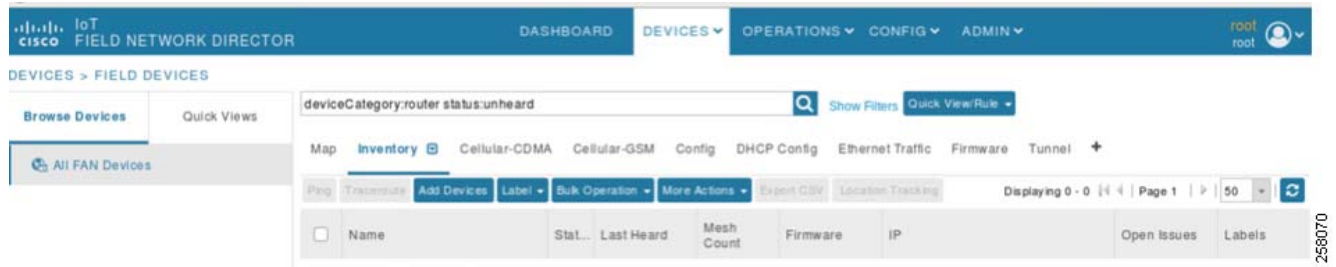 IoT
CISCO FIELD NETWORK DIRECTOR
DASHBOARD DEVICES OPERATIONS CONFIG ADMIN
root
root
DEVICES > FIELD DEVICES
Browse Devices Quick Views
All FAN Devices
deviceCategory:router status:unheard
Show Filters Quick View/Rule
Map Inventory Cellular-CDMA Cellular-GSM Config DHCP Config Ethernet Traffic Firmware Tunnel +
Ping Traceroute Add Devices Label Bulk Operation More Actions Export CSV Location Tracking Displaying 0 - 0 Page 1 50
Name Stat... Last Heard Mesh Count Firmware IP Open Issues Labels
258070